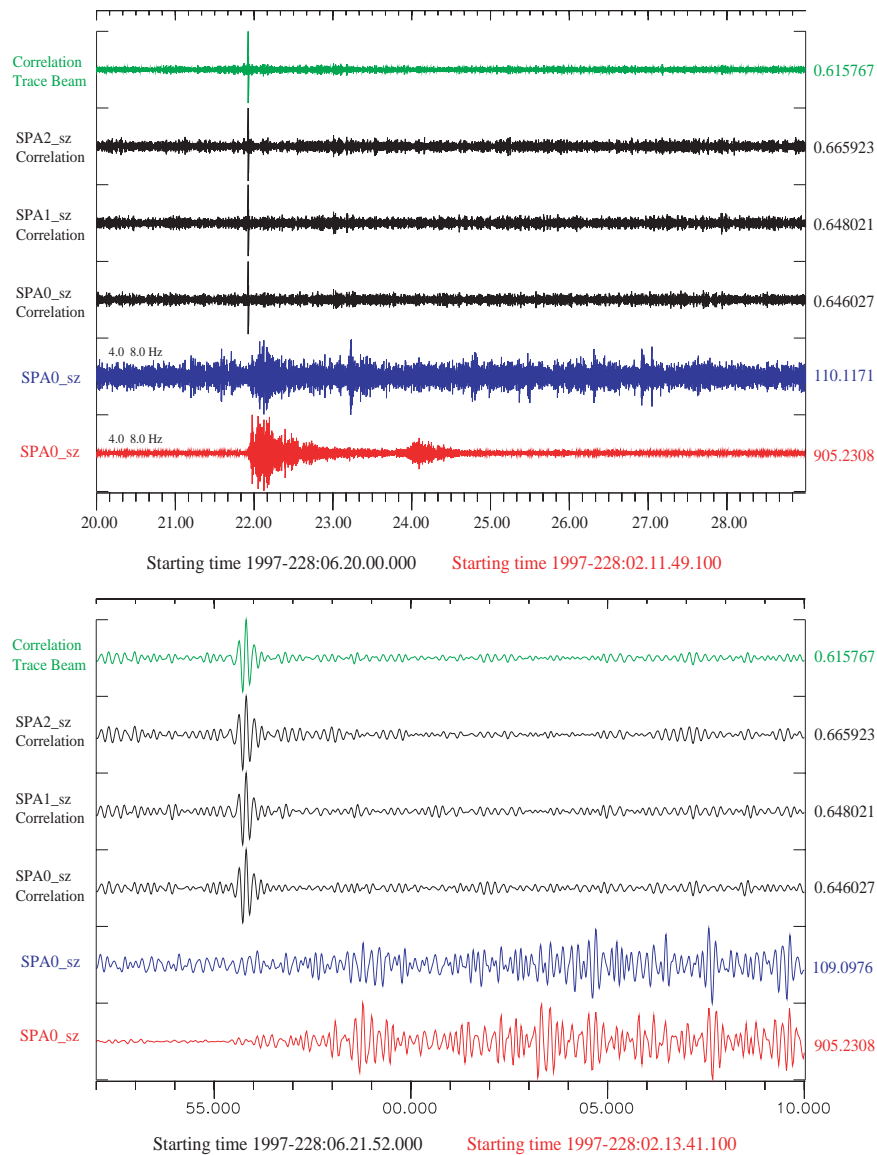 Correlation
Trace Beam
0.615767
SPA2_sz
Correlation
0.665923
SPA1_sz
Correlation
0.648021
SPA0_sz
Correlation
0.646027
4.0 8.0 Hz
SPA0_sz
110.1171
4.0 8.0 Hz
SPA0_sz
905.2308
20.00 21.00 22.00 23.00 24.00 25.00 26.00 27.00 28.00
Starting time 1997-228:06.20.00.000 Starting time 1997-228:02.11.49.100
Correlation
Trace Beam
0.615767
SPA2_sz
Correlation
0.665923
SPA1_sz
Correlation
0.648021
SPA0_sz
Correlation
0.646027
SPA0_sz
109.0976
SPA0_sz
905.2308
55.000 00.000 05.000 10.000
Starting time 1997-228:06.21.52.000 Starting time 1997-228:02.13.41.100